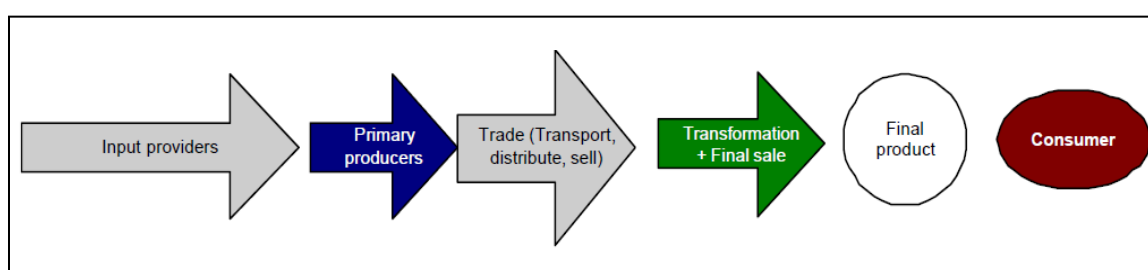 Input providers
Primary
producers
Trade (Transport,
distribute, sell)
Transformation
+ Final sale
Final
product
Consumer